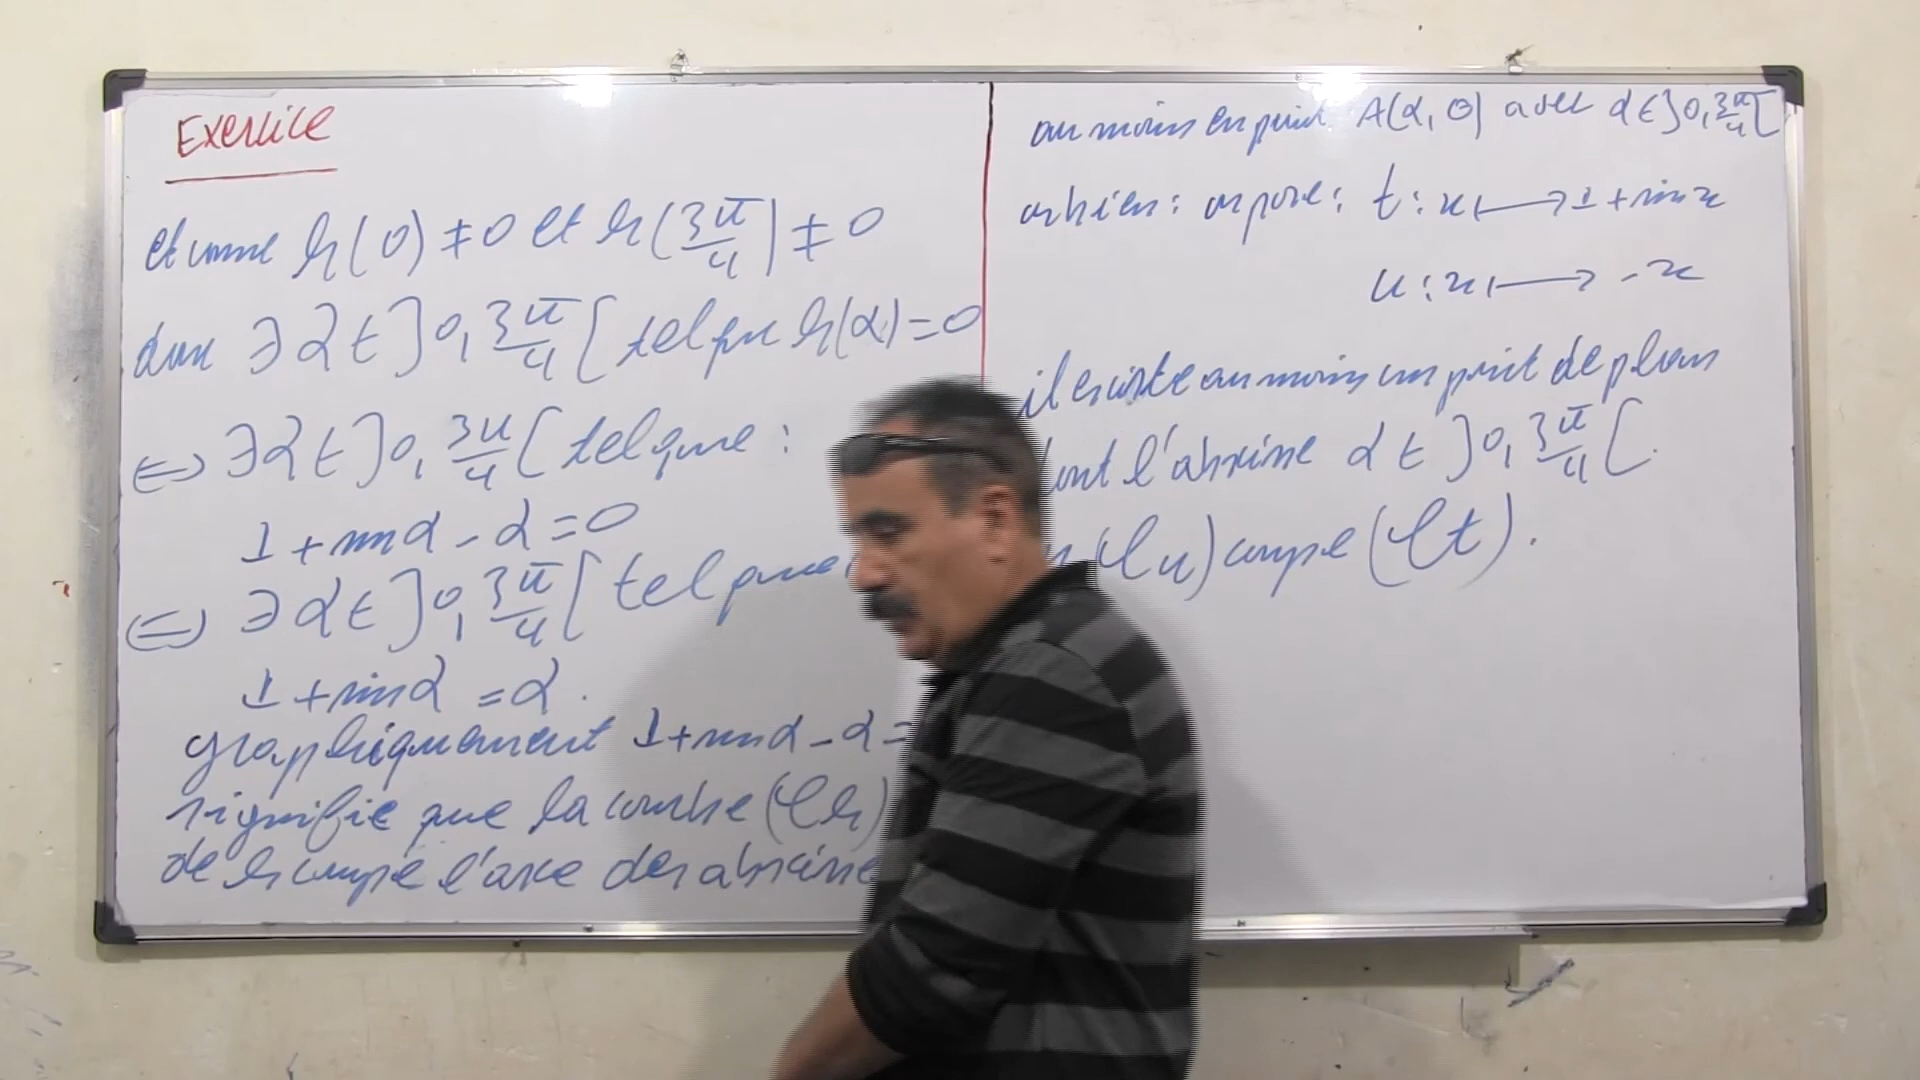 Exercice
et comme h(0) ≠ 0 et h(3π/4) ≠ 0
donc ∃ α ∈ ]0, 3π/4[ tel que h(α) = 0
⇔ ∃ α ∈ ]0, 3π/4[ tel que :
1 + sin α - α = 0
⇔ ∃ α ∈ ]0, 3π/4[ tel que
1 + sin α = α.
graphiquement 1 + sin α - α =
signifie que la courbe (Ch)
de h coupe l'axe des abscisse
au moins en point A(α, 0) avec α ∈ ]0, 3π/4[
ou bien : on pose : t : x ⟼ 1 + sin x
u : x ⟼ x
il existe au moins un point de plan
dont l'abscisse α ∈ ]0, 3π/4[.
(Cu) coupe (Ct).